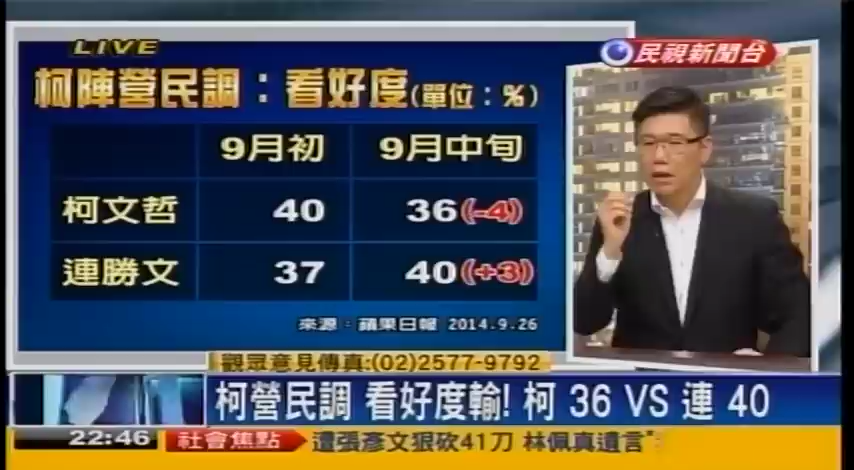 LIVE
民視新聞台
柯陣營民調：看好度(單位：%)
9月初 9月中旬
柯文哲 40 36(-4)
連勝文 37 40(+3)
來源：蘋果日報 2014.9.26
觀眾意見傳真:(02)2577-9792
柯營民調 看好度輸! 柯 36 VS 連 40
22:46 社會焦點 遭張彥文狠砍41刀 林佩真遺言"